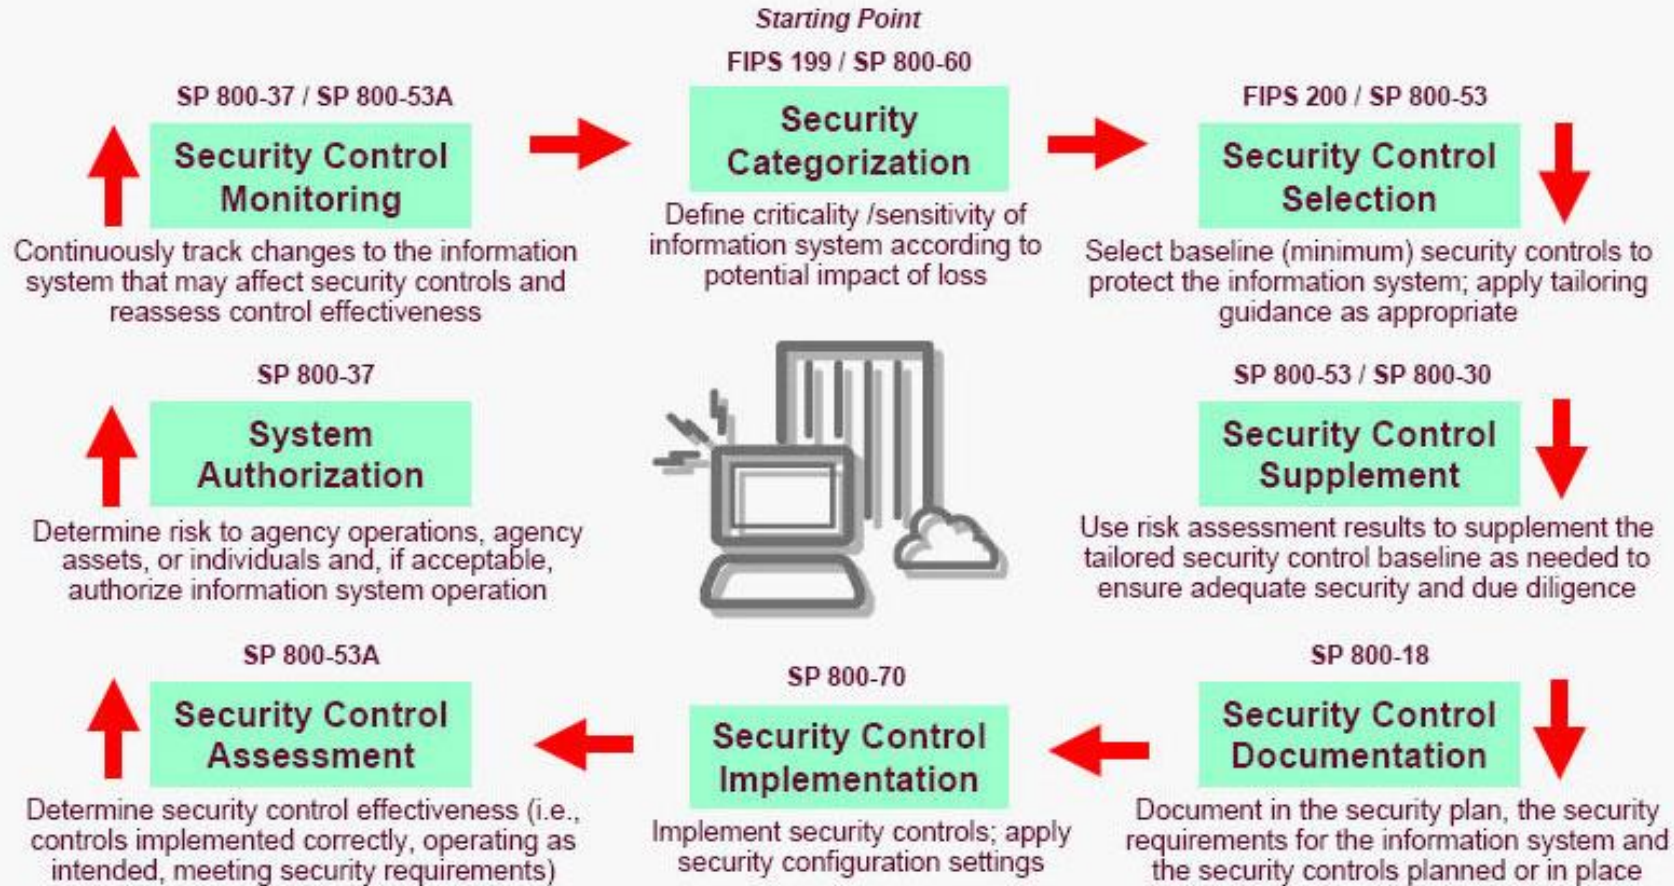 Starting Point
FIPS 199 / SP 800-60
Security
Categorization
Define criticality /sensitivity of
information system according to
potential impact of loss
FIPS 200 / SP 800-53
Security Control
Selection
Select baseline (minimum) security controls to
protect the information system; apply tailoring
guidance as appropriate
SP 800-53 / SP 800-30
Security Control
Supplement
Use risk assessment results to supplement the
tailored security control baseline as needed to
ensure adequate security and due diligence
SP 800-18
Security Control
Documentation
Document in the security plan, the security
requirements for the information system and
the security controls planned or in place
SP 800-70
Security Control
Implementation
Implement security controls; apply
security configuration settings
SP 800-53A
Security Control
Assessment
Determine security control effectiveness (i.e.,
controls implemented correctly, operating as
intended, meeting security requirements)
SP 800-37
System
Authorization
Determine risk to agency operations, agency
assets, or individuals and, if acceptable,
authorize information system operation
SP 800-37 / SP 800-53A
Security Control
Monitoring
Continuously track changes to the information
system that may affect security controls and
reassess control effectiveness